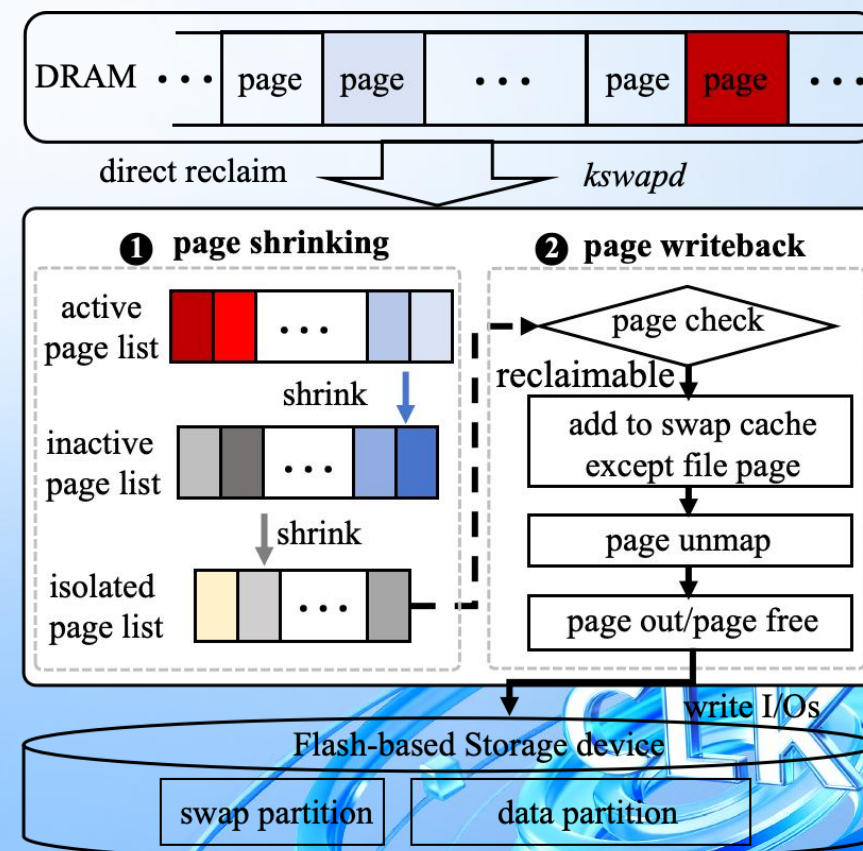 DRAM ··· page page ··· page page ···
direct reclaim
kswapd
❶ page shrinking
active
page list
···
shrink
inactive
page list
···
shrink
isolated
page list
···
❷ page writeback
page check
reclaimable
add to swap cache
except file page
page unmap
page out/page free
write I/Os
CLK
Flash-based Storage device
swap partition
data partition